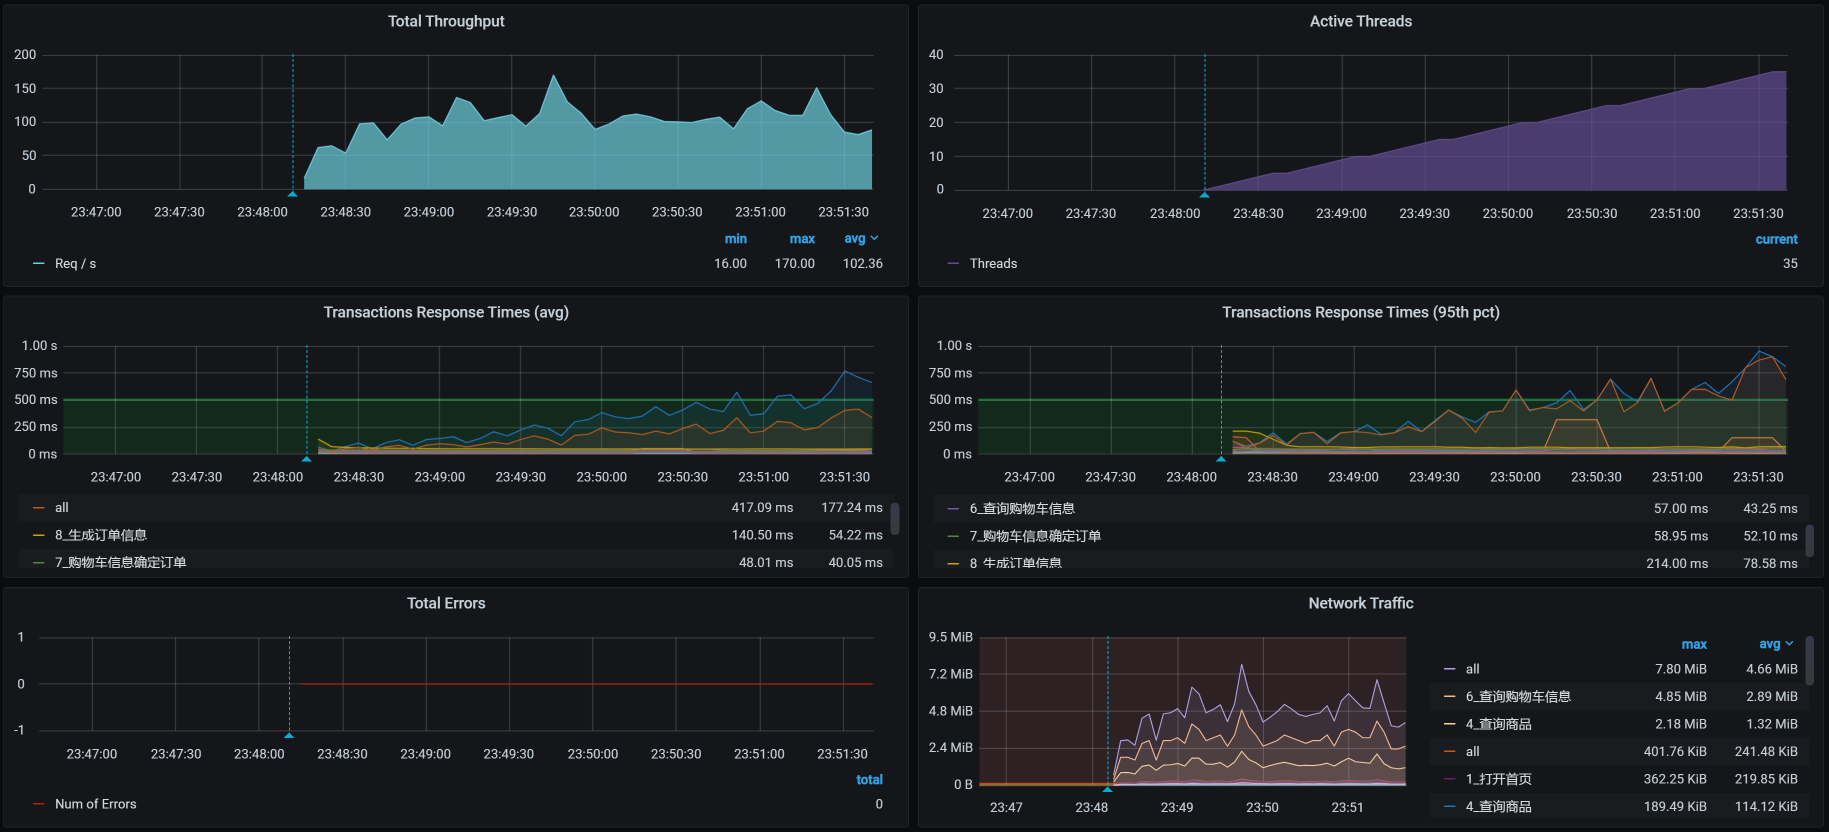 Total Throughput
200
150
100
50
0
23:47:00 23:47:30 23:48:00 23:48:30 23:49:00 23:49:30 23:50:00 23:50:30 23:51:00 23:51:30
min max avg
Req / s 16.00 170.00 102.36
Active Threads
40
30
20
10
0
23:47:00 23:47:30 23:48:00 23:48:30 23:49:00 23:49:30 23:50:00 23:50:30 23:51:00 23:51:30
current
Threads 35
Transactions Response Times (avg)
1.00 s
750 ms
500 ms
250 ms
0 ms
23:47:00 23:47:30 23:48:00 23:48:30 23:49:00 23:49:30 23:50:00 23:50:30 23:51:00 23:51:30
all 417.09 ms 177.24 ms
8_生成订单信息 140.50 ms 54.22 ms
7_购物车信息确定订单 48.01 ms 40.05 ms
Transactions Response Times (95th pct)
1.00 s
750 ms
500 ms
250 ms
0 ms
23:47:00 23:47:30 23:48:00 23:48:30 23:49:00 23:49:30 23:50:00 23:50:30 23:51:00 23:51:30
6_查询购物车信息 57.00 ms 43.25 ms
7_购物车信息确定订单 58.95 ms 52.10 ms
8_生成订单信息 214.00 ms 78.58 ms
Total Errors
1
0
-1
23:47:00 23:47:30 23:48:00 23:48:30 23:49:00 23:49:30 23:50:00 23:50:30 23:51:00 23:51:30
total
Num of Errors 0
Network Traffic
9.5 MiB
7.2 MiB
4.8 MiB
2.4 MiB
0 B
23:47 23:48 23:49 23:50 23:51
max avg
all 7.80 MiB 4.66 MiB
6_查询购物车信息 4.85 MiB 2.89 MiB
4_查询商品 2.18 MiB 1.32 MiB
all 401.76 KiB 241.48 KiB
1_打开首页 362.25 KiB 219.85 KiB
4_查询商品 189.49 KiB 114.12 KiB